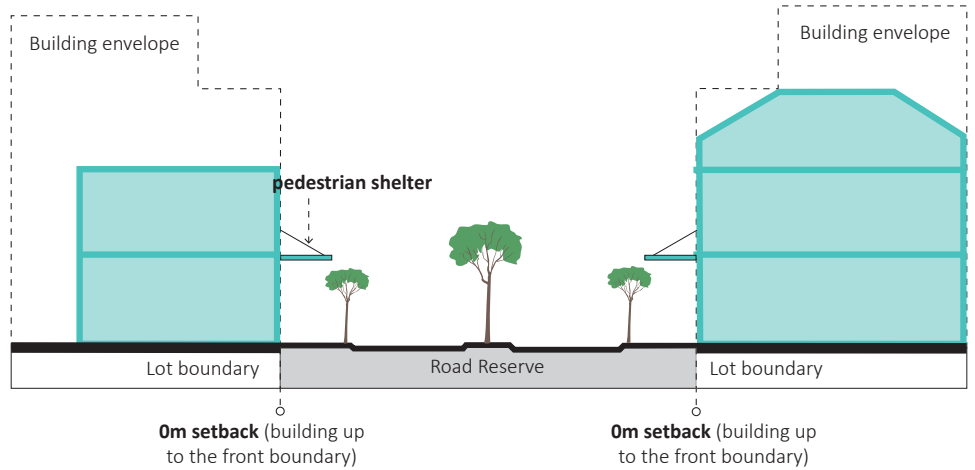 Building envelope
Building envelope
pedestrian shelter
Lot boundary
Road Reserve
Lot boundary
0m setback (building up
to the front boundary)
0m setback (building up
to the front boundary)